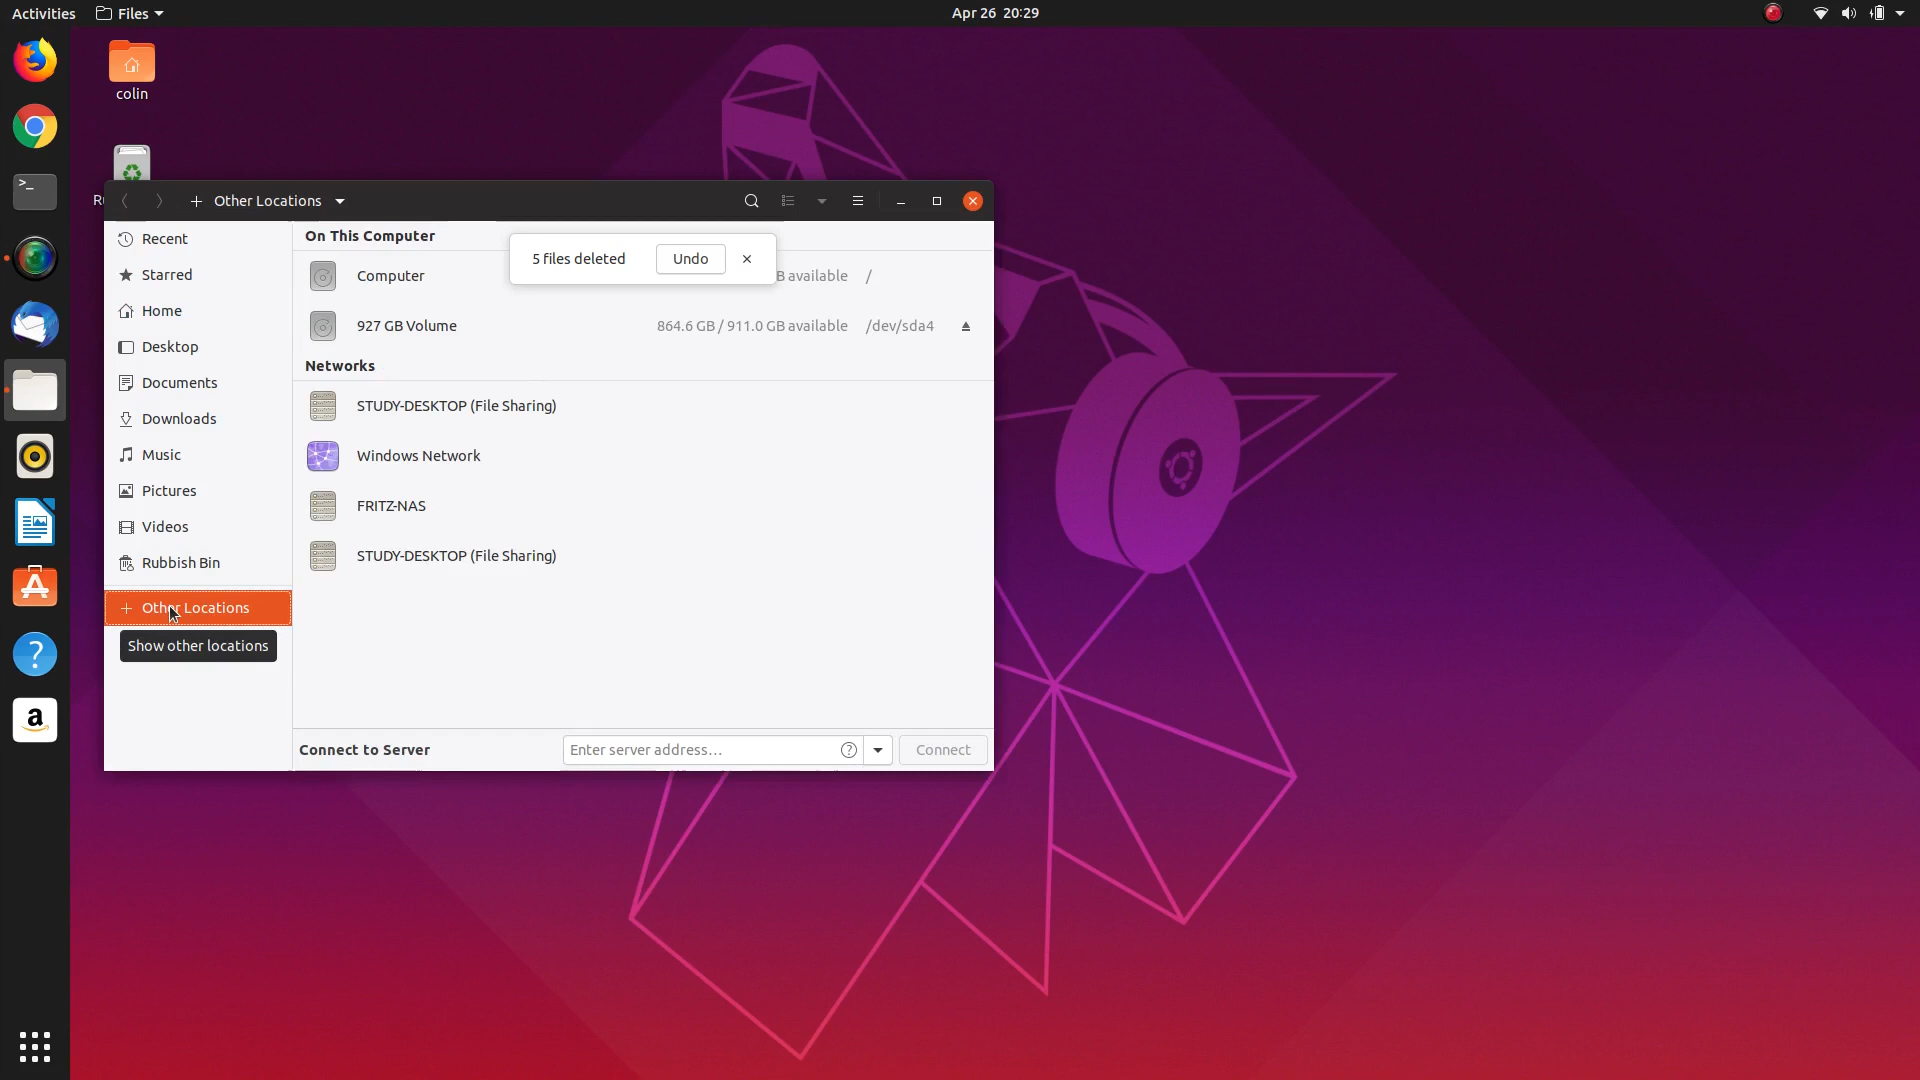 Activities
Files
Apr 26 20:29
colin
Other Locations
Recent
Starred
Home
Desktop
Documents
Downloads
Music
Pictures
Videos
Rubbish Bin
+ Other Locations
Show other locations
On This Computer
5 files deleted Undo
Computer B available /
927 GB Volume 864.6 GB / 911.0 GB available /dev/sda4
Networks
STUDY-DESKTOP (File Sharing)
Windows Network
FRITZ-NAS
STUDY-DESKTOP (File Sharing)
Connect to Server Enter server address... ? Connect
>_
?
a